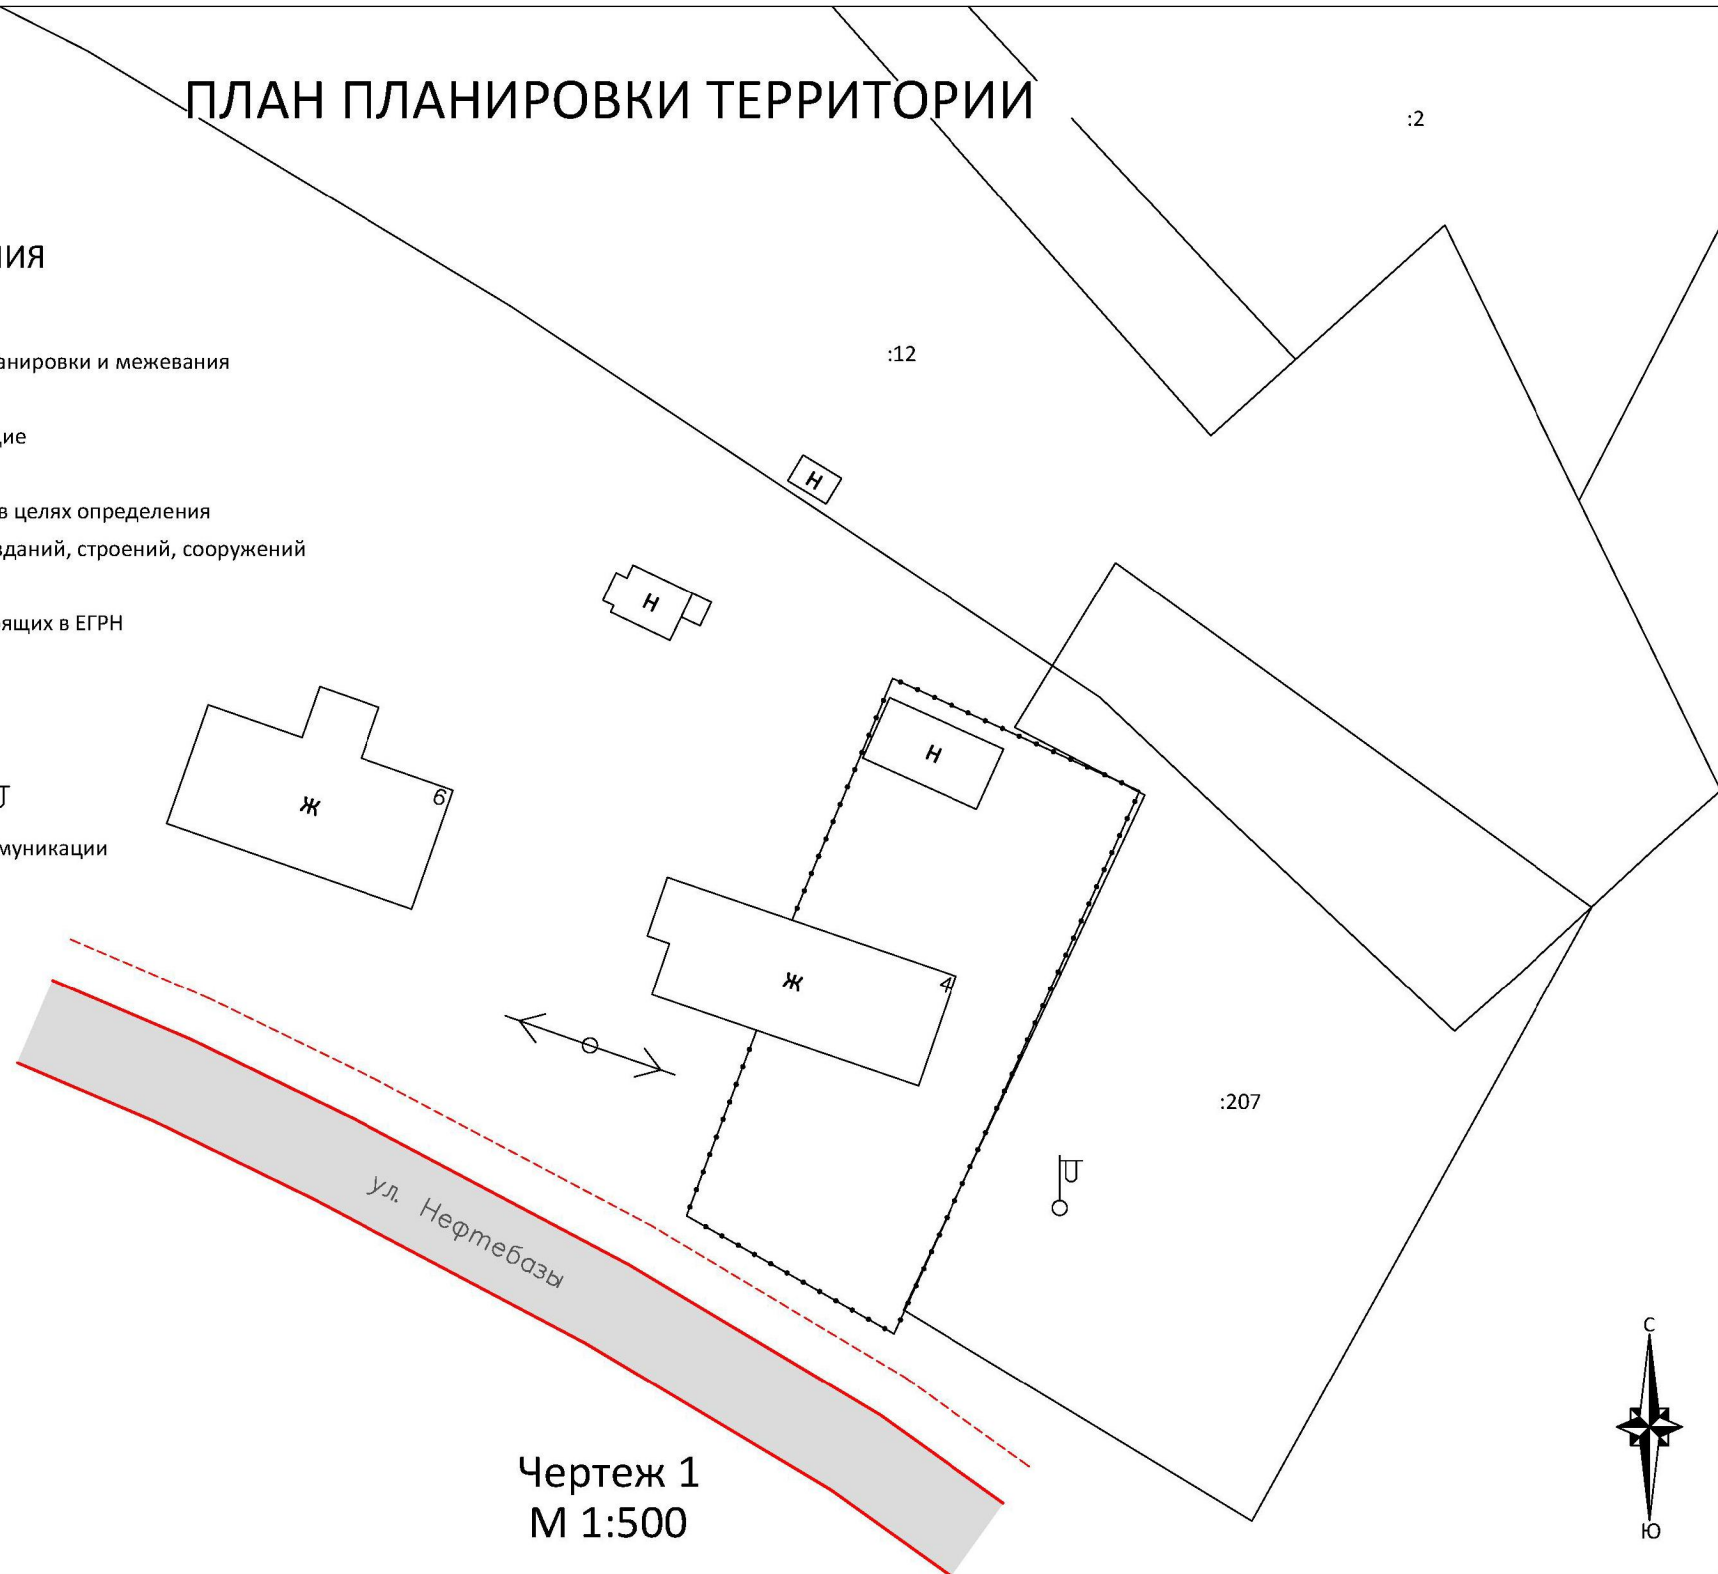 ПЛАН ПЛАНИРОВКИ ТЕРРИТОРИИ
:2
ИЯ
:12
анировки и межевания
ие
Н
в целях определения
зданий, строений, сооружений
Н
ящих в ЕГРН
Н
6
Ж
муникации
4
Ж
:207
ул. Нефтебазы
С
Чертеж 1
М 1:500
Ю